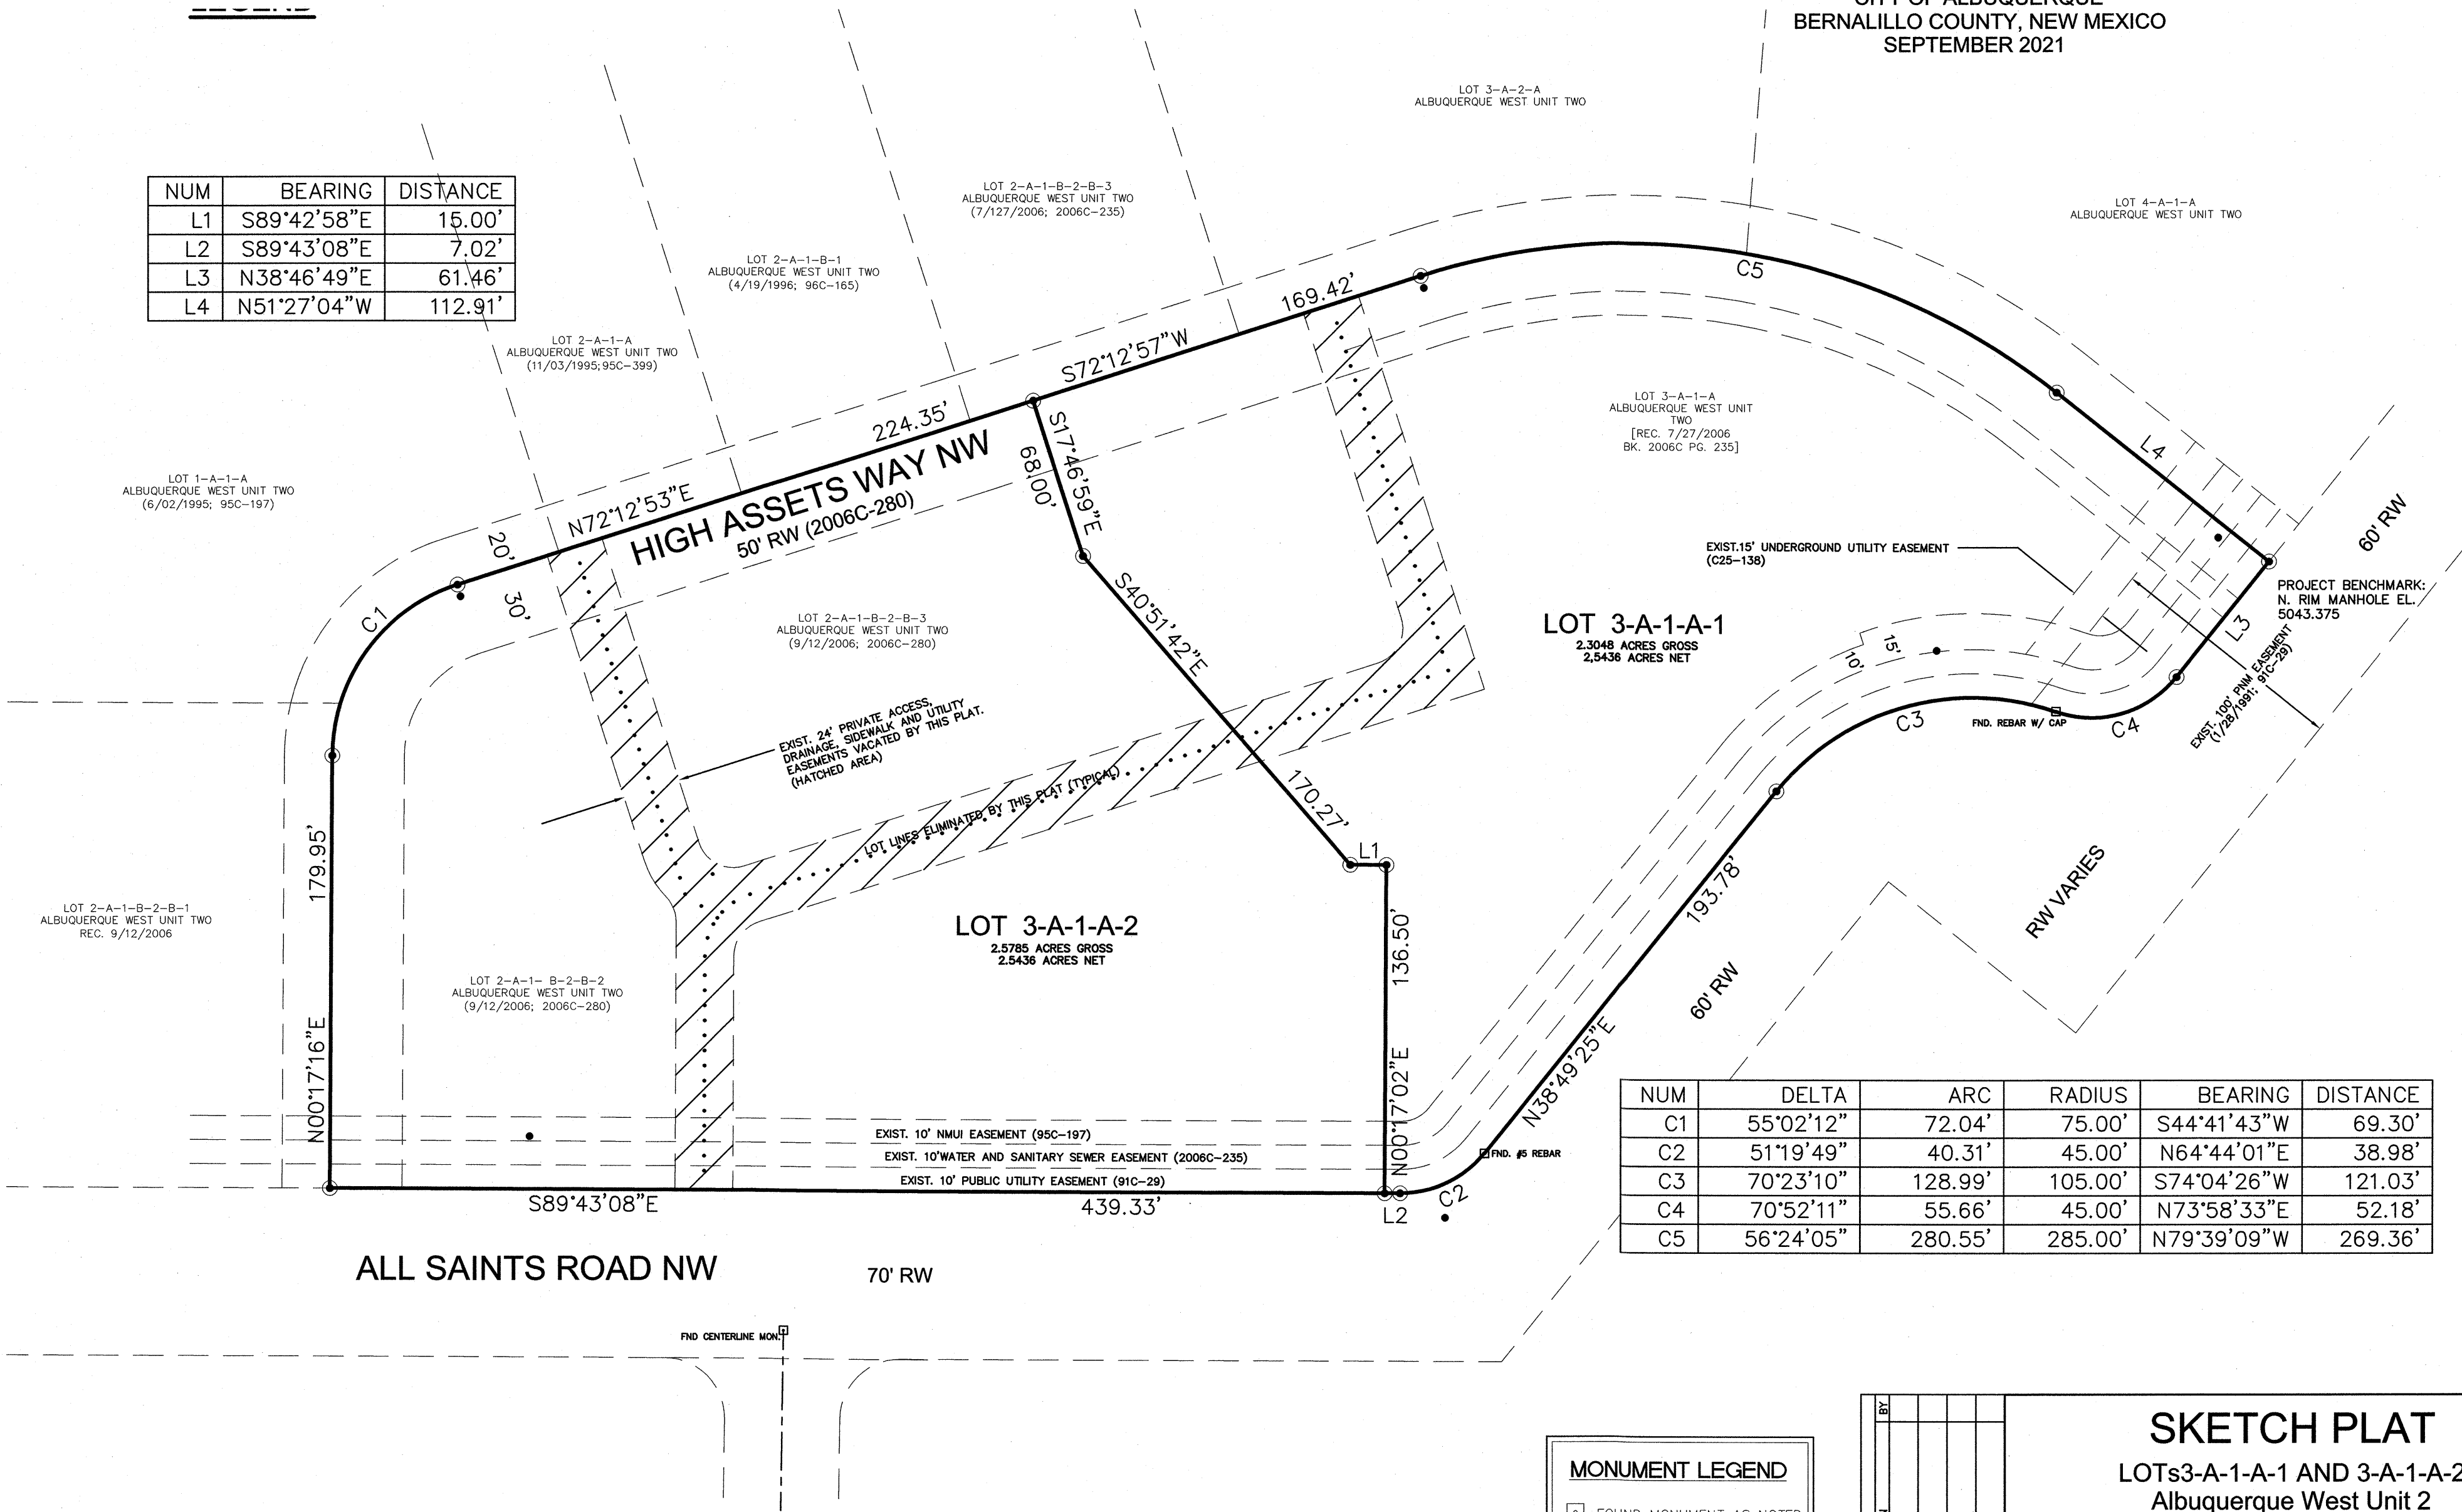 LEGEND
CITY OF ALBUQUERQUE
BERNALILLO COUNTY, NEW MEXICO
SEPTEMBER 2021
NUM BEARING DISTANCE
L1 S89°42'58"E 15.00'
L2 S89°43'08"E 7.02'
L3 N38°46'49"E 61.46'
L4 N51°27'04"W 112.91'
LOT 3-A-2-A
ALBUQUERQUE WEST UNIT TWO
LOT 2-A-1-B-2-B-3
ALBUQUERQUE WEST UNIT TWO
(7/127/2006; 2006C-235)
LOT 4-A-1-A
ALBUQUERQUE WEST UNIT TWO
LOT 2-A-1-B-1
ALBUQUERQUE WEST UNIT TWO
(4/19/1996; 96C-165)
LOT 2-A-1-A
ALBUQUERQUE WEST UNIT TWO
(11/03/1995;95C-399)
LOT 1-A-1-A
ALBUQUERQUE WEST UNIT TWO
(6/02/1995; 95C-197)
C5
169.42'
S72°12'57"W
224.35'
N72°12'53"E
HIGH ASSETS WAY NW
50' RW (2006C-280)
20'
30'
C1
S17°46'59"E
68.00'
LOT 3-A-1-A
ALBUQUERQUE WEST UNIT
TWO
[REC. 7/27/2006
BK. 2006C PG. 235]
L4
60' RW
EXIST.15' UNDERGROUND UTILITY EASEMENT
(C25-138)
PROJECT BENCHMARK:
N. RIM MANHOLE EL.
5043.375
L3
EXIST. 100' PNM EASEMENT
(1/28/1991; 91C-29)
S40°51'42"E
170.27'
LOT 2-A-1-B-2-B-3
ALBUQUERQUE WEST UNIT TWO
(9/12/2006; 2006C-280)
LOT 3-A-1-A-1
2.3048 ACRES GROSS
2,5436 ACRES NET
15'
10'
C3
FND. REBAR W/ CAP
C4
EXIST. 24' PRIVATE ACCESS,
DRAINAGE, SIDEWALK AND UTILITY
EASEMENTS VACATED BY THIS PLAT.
(HATCHED AREA)
LOT LINES ELIMINATED BY THIS PLAT (TYPICAL)
179.95'
N00°17'16"E
L1
136.50'
N00°17'02"E
193.78'
N38°49'25"E
RW VARIES
60' RW
LOT 2-A-1-B-2-B-1
ALBUQUERQUE WEST UNIT TWO
REC. 9/12/2006
LOT 3-A-1-A-2
2.5785 ACRES GROSS
2.5436 ACRES NET
LOT 2-A-1- B-2-B-2
ALBUQUERQUE WEST UNIT TWO
(9/12/2006; 2006C-280)
EXIST. 10' NMUI EASEMENT (95C-197)
EXIST. 10'WATER AND SANITARY SEWER EASEMENT (2006C-235)
EXIST. 10' PUBLIC UTILITY EASEMENT (91C-29)
FND. #5 REBAR
S89°43'08"E
439.33'
L2
C2
ALL SAINTS ROAD NW
70' RW
FND CENTERLINE MON.
NUM DELTA ARC RADIUS BEARING DISTANCE
C1 55°02'12" 72.04' 75.00' S44°41'43"W 69.30'
C2 51°19'49" 40.31' 45.00' N64°44'01"E 38.98'
C3 70°23'10" 128.99' 105.00' S74°04'26"W 121.03'
C4 70°52'11" 55.66' 45.00' N73°58'33"E 52.18'
C5 56°24'05" 280.55' 285.00' N79°39'09"W 269.36'
MONUMENT LEGEND
FOUND MONUMENT AS NOTED
BY
SKETCH PLAT
LOTs3-A-1-A-1 AND 3-A-1-A-2
Albuquerque West Unit 2